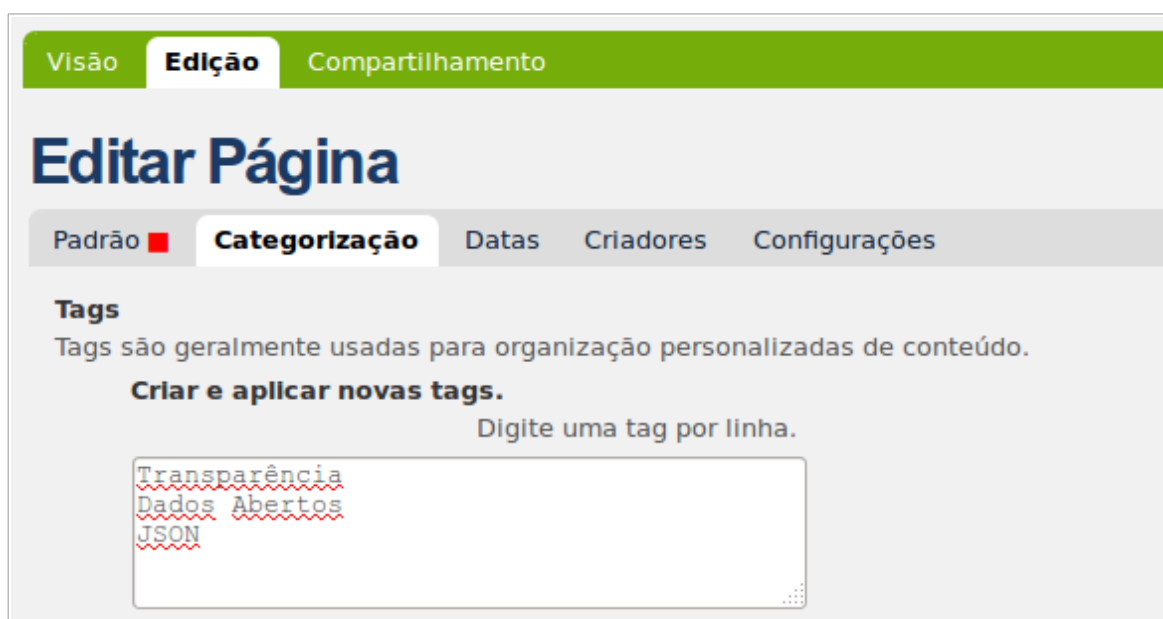 Visão Edição Compartilhamento
Editar Página
Padrão Categorização Datas Criadores Configurações
Tags
Tags são geralmente usadas para organização personalizadas de conteúdo.
Criar e aplicar novas tags.
Digite uma tag por linha.
Transparência
Dados Abertos
JSON